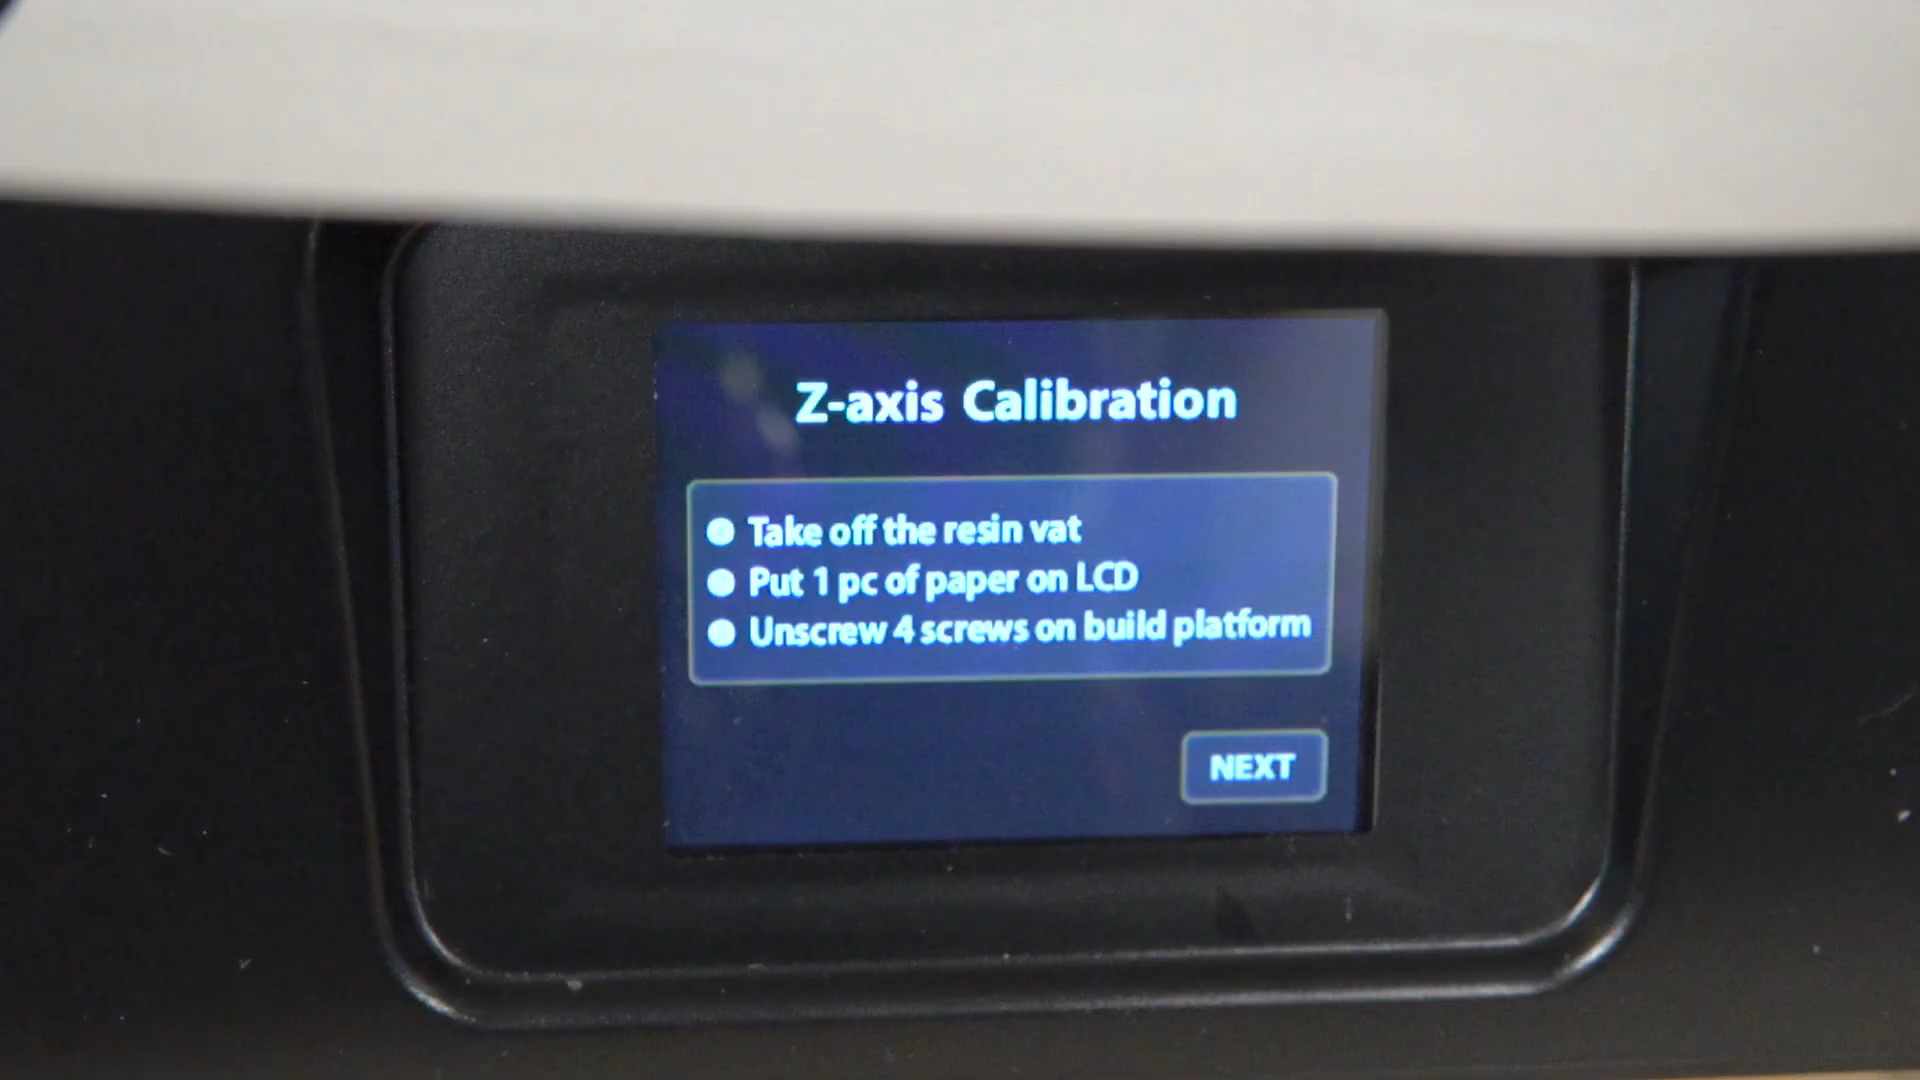 Z-axis Calibration
Take off the resin vat
Put 1 pc of paper on LCD
Unscrew 4 screws on build platform
NEXT